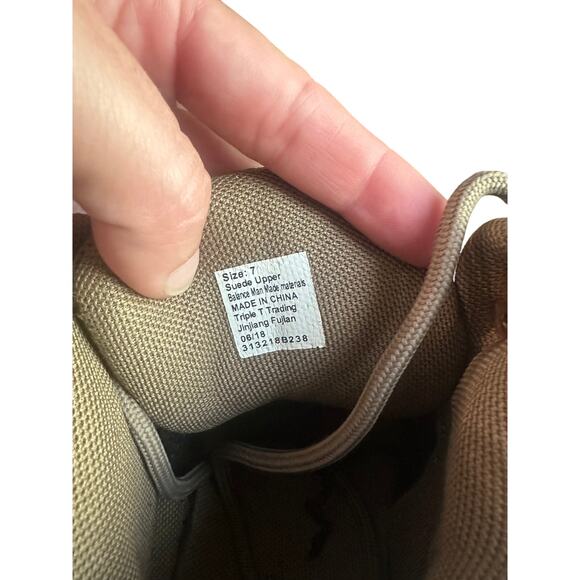 Size: 7
Suede Upper
Balance Man Made materials
MADE IN CHINA
Triple T Trading
Jinjiang Fujian
06/18
313218B238